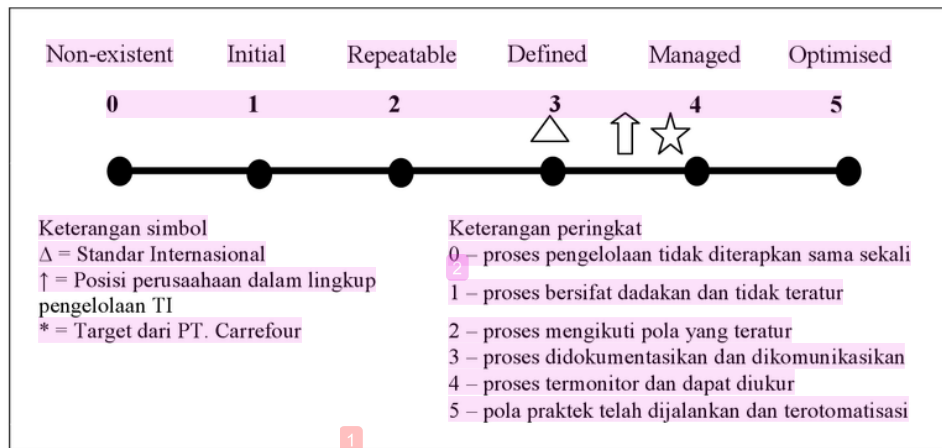 Non-existent Initial Repeatable Defined Managed Optimised
0 1 2 3 4 5
Keterangan simbol
Δ = Standar Internasional
↑ = Posisi perusaahaan dalam lingkup
pengelolaan TI
* = Target dari PT. Carrefour
Keterangan peringkat
0 – proses pengelolaan tidak diterapkan sama sekali
2
1 – proses bersifat dadakan dan tidak teratur
2 – proses mengikuti pola yang teratur
3 – proses didokumentasikan dan dikomunikasikan
4 – proses termonitor dan dapat diukur
5 – pola praktek telah dijalankan dan terotomatisasi
1